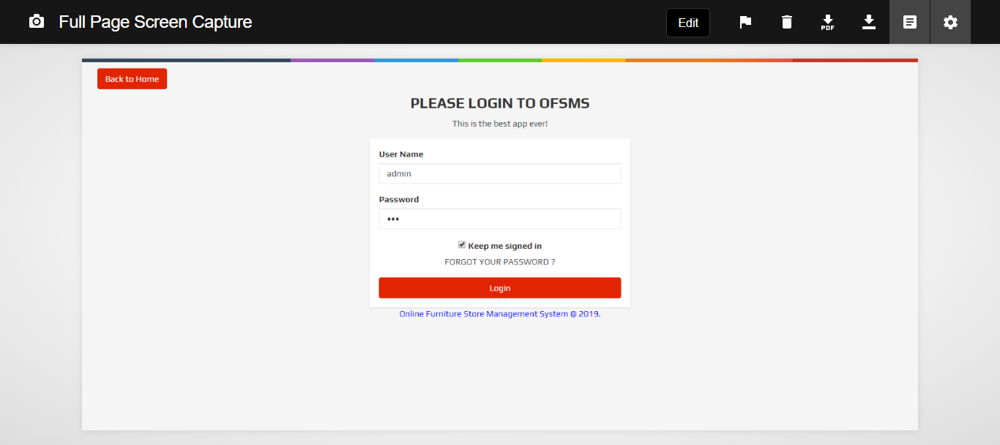 Full Page Screen Capture
Edit
PDF
Back to Home
PLEASE LOGIN TO OFSMS
This is the best app ever!
User Name
admin
Password
•••
Keep me signed in
FORGOT YOUR PASSWORD ?
Login
Online Furniture Store Management System @ 2019.